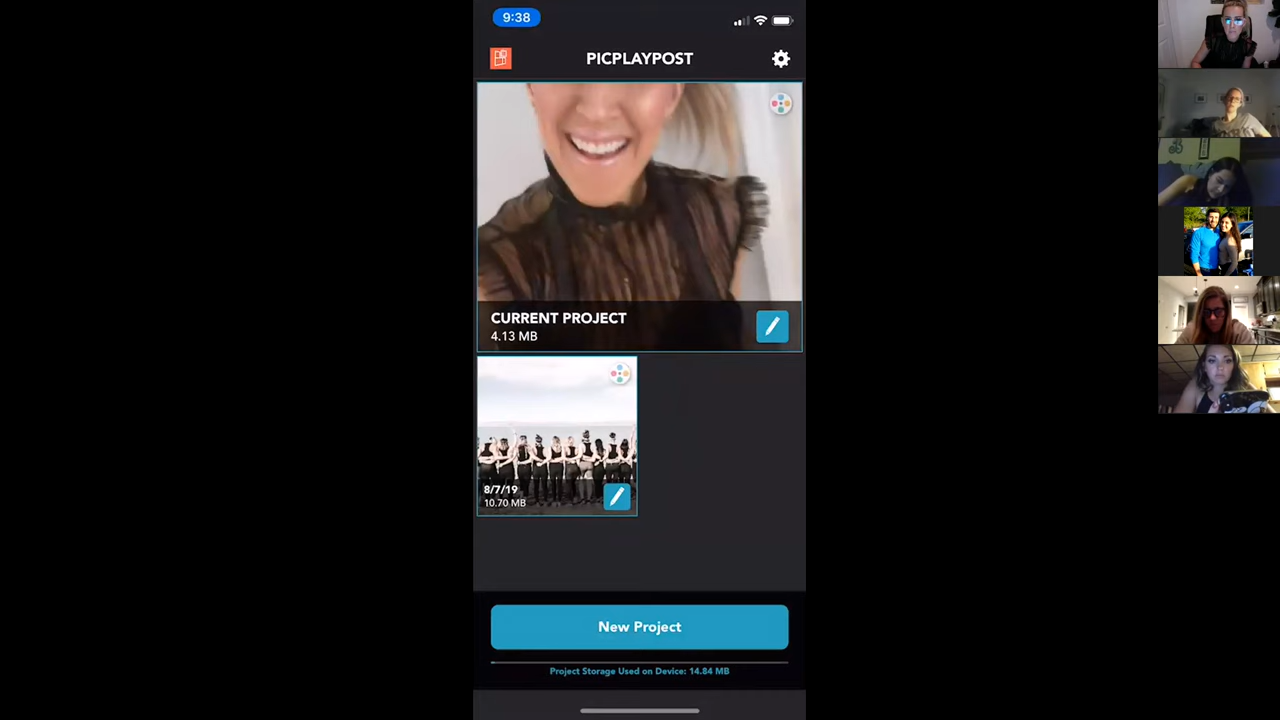 9:38
PICPLAYPOST
CURRENT PROJECT
4.13 MB
8/7/19
10.70 MB
New Project
Project Storage Used on Device: 14.84 MB